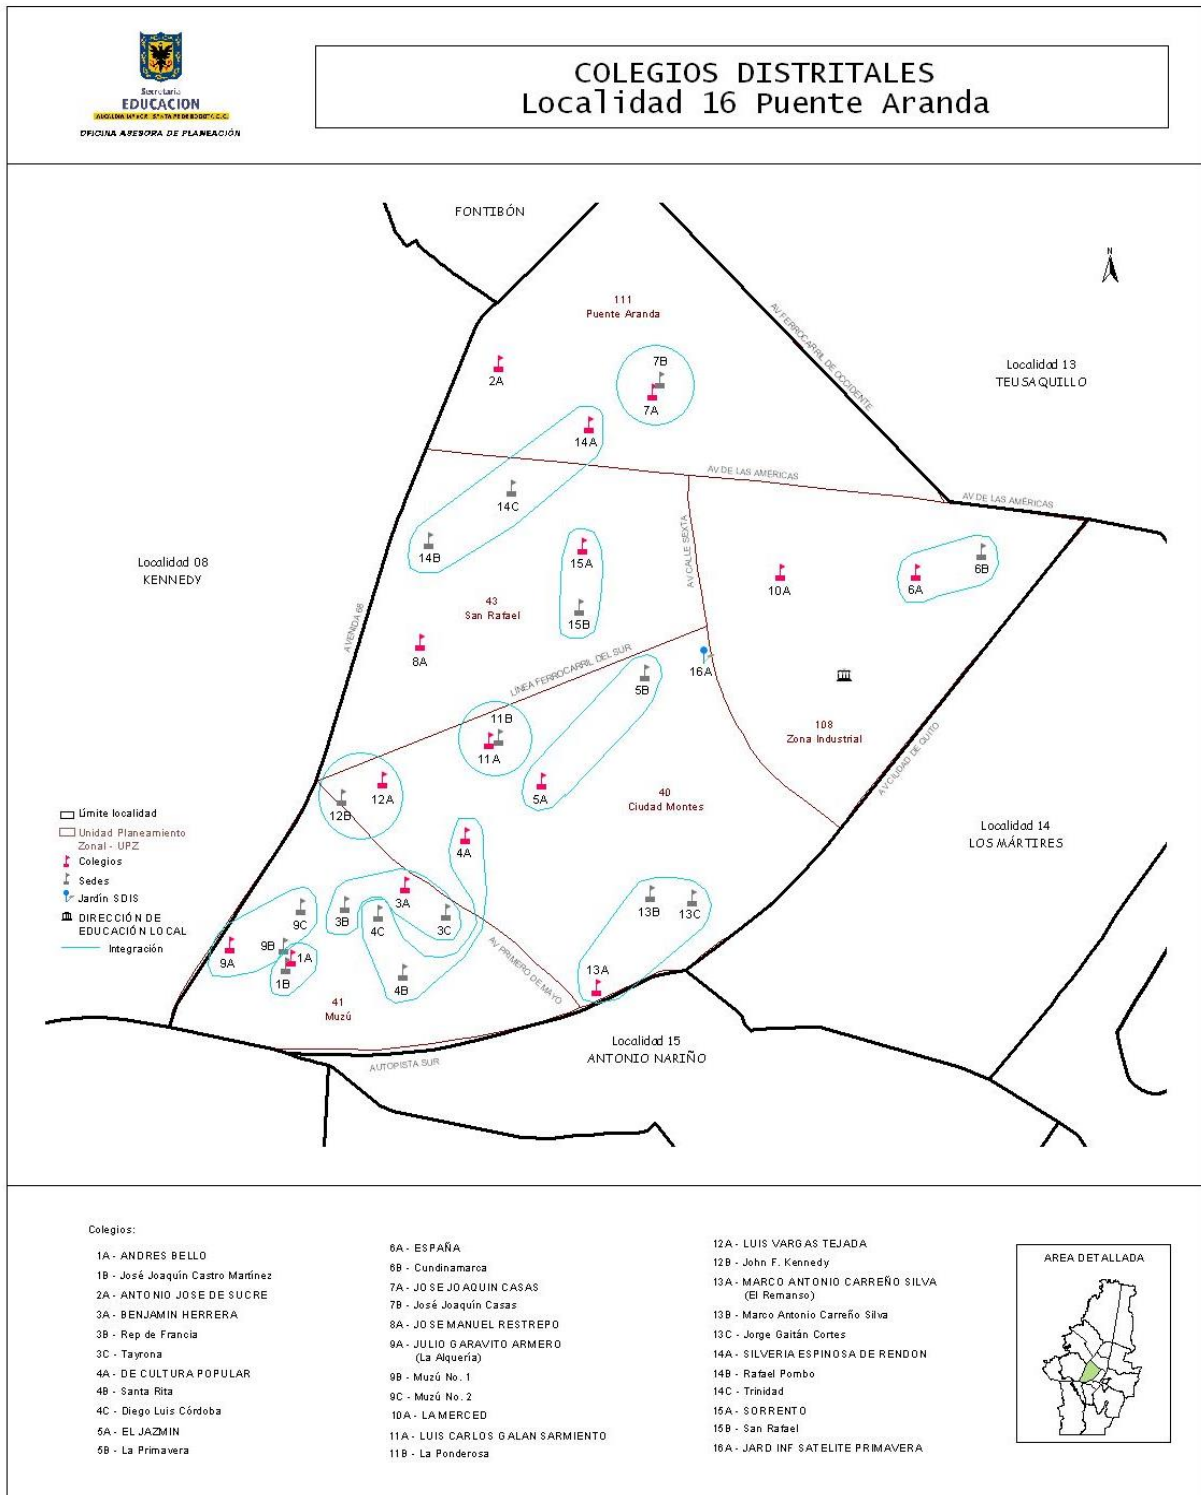 Secretaría
EDUCACION
OFICINA ASESORA DE PLANEACIÓN
COLEGIOS DISTRITALES
Localidad 16 Puente Aranda
FONTIBÓN
N
111
Puente Aranda
AV FERROCARRIL DE OCCIDENTE
Localidad 13
TEUSAQUILLO
2A
7B
7A
14A
AV DE LAS AMÉRICAS
AV DE LAS AMÉRICAS
14C
AV CALLE SEXTA
14B
15A
10A
6A
6B
Localidad 08
KENNEDY
43
San Rafael
15B
AVENIDA 68
8A
LÍNEA FERROCARRIL DEL SUR
16A
5B
11B
11A
108
Zona Industrial
AV CIUDAD DE QUITO
12A
12B
5A
40
Ciudad Montes
Localidad 14
LOS MÁRTIRES
Límite localidad
Unidad Planeamiento
Zonal - UPZ
Colegios
Sedes
Jardín SDIS
DIRECCIÓN DE
EDUCACIÓN LOCAL
Integración
4A
3A
3B
4C
3C
13B
13C
9C
9B
9A
1A
1B
4B
AV PRIMERO DE MAYO
13A
41
Muzú
AUTOPISTA SUR
Localidad 15
ANTONIO NARIÑO
Colegios:
1A - ANDRES BELLO
1B - José Joaquín Castro Martínez
2A - ANTONIO JOSE DE SUCRE
3A - BENJAMIN HERRERA
3B - Rep de Francia
3C - Tayrona
4A - DE CULTURA POPULAR
4B - Santa Rita
4C - Diego Luis Córdoba
5A - EL JAZMIN
5B - La Primavera
6A - ESPAÑA
6B - Cundinamarca
7A - JOSE JOAQUIN CASAS
7B - José Joaquín Casas
8A - JOSE MANUEL RESTREPO
9A - JULIO GARAVITO ARMERO
(La Alquería)
9B - Muzú No. 1
9C - Muzú No. 2
10A - LA MERCED
11A - LUIS CARLOS GALAN SARMIENTO
11B - La Ponderosa
12A - LUIS VARGAS TEJADA
12B - John F. Kennedy
13A - MARCO ANTONIO CARREÑO SILVA
(El Remanso)
13B - Marco Antonio Carreño Silva
13C - Jorge Gaitán Cortes
14A - SILVERIA ESPINOSA DE RENDON
14B - Rafael Pombo
14C - Trinidad
15A - SORRENTO
15B - San Rafael
16A - JARD INF SATELITE PRIMAVERA
AREA DETALLADA